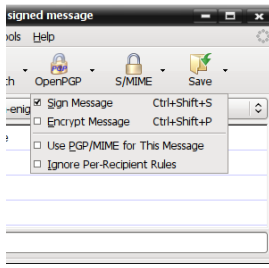 signed message
ools Help
ch OpenPGP S/MIME Save
-enig
Sign Message Ctrl+Shift+S
Encrypt Message Ctrl+Shift+P
Use PGP/MIME for This Message
Ignore Per-Recipient Rules